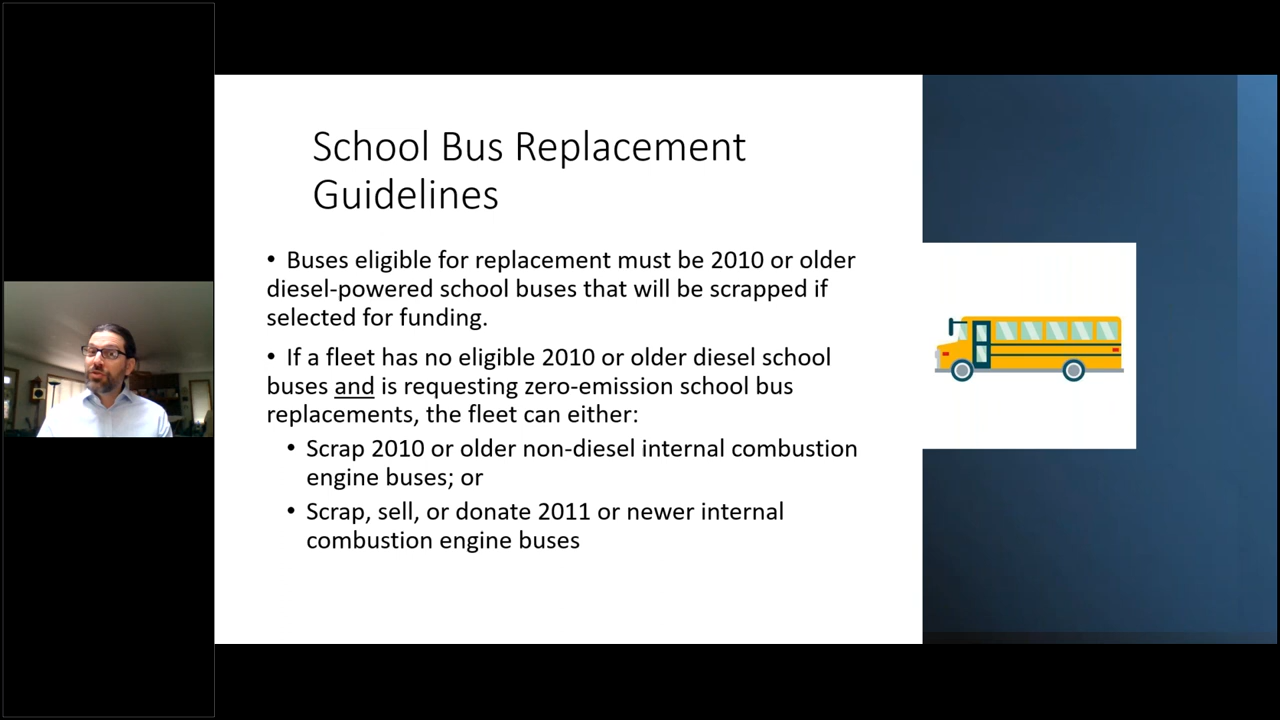 School Bus Replacement
Guidelines
• Buses eligible for replacement must be 2010 or older
diesel-powered school buses that will be scrapped if
selected for funding.
• If a fleet has no eligible 2010 or older diesel school
buses and is requesting zero-emission school bus
replacements, the fleet can either:
• Scrap 2010 or older non-diesel internal combustion
engine buses; or
• Scrap, sell, or donate 2011 or newer internal
combustion engine buses